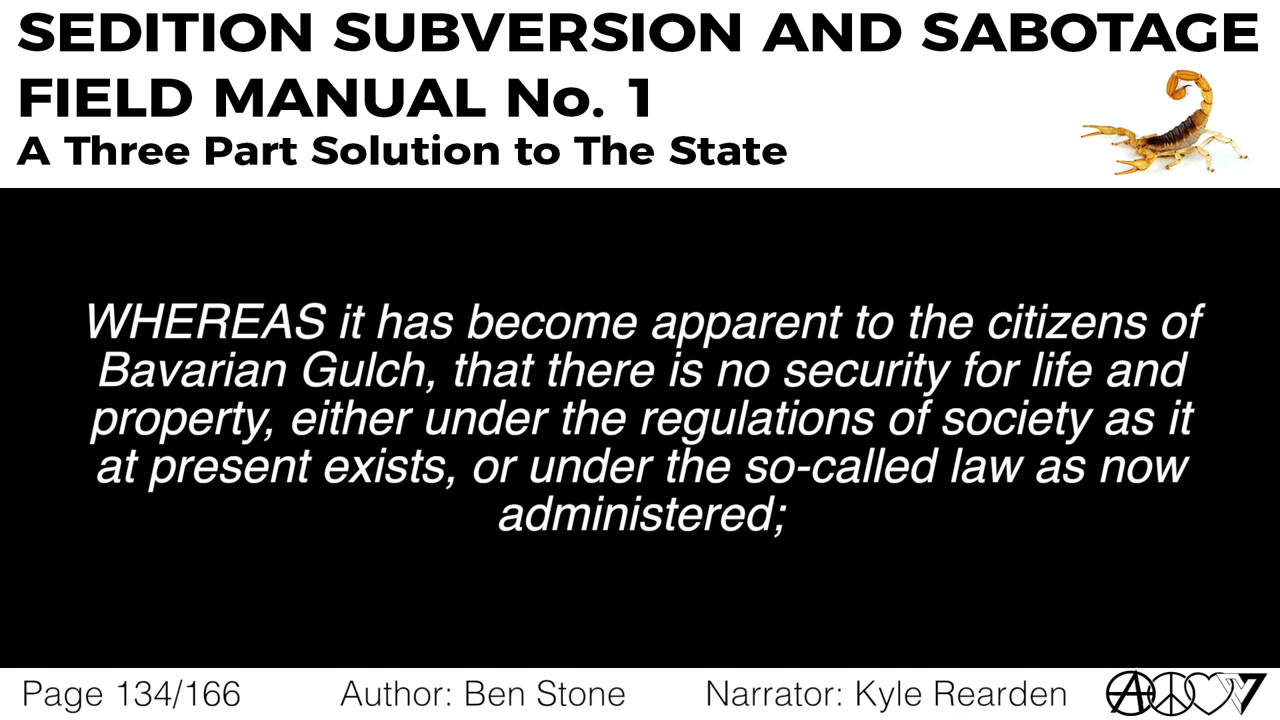 SEDITION SUBVERSION AND SABOTAGE
FIELD MANUAL No. 1
A Three Part Solution to The State
WHEREAS it has become apparent to the citizens of
Bavarian Gulch, that there is no security for life and
property, either under the regulations of society as it
at present exists, or under the so-called law as now
administered;
Page 134/166 Author: Ben Stone Narrator: Kyle Rearden